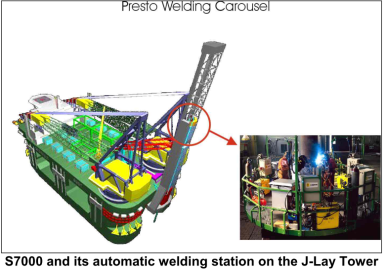 Presto Welding Carousel
S7000 and its automatic welding station on the J-Lay Tower